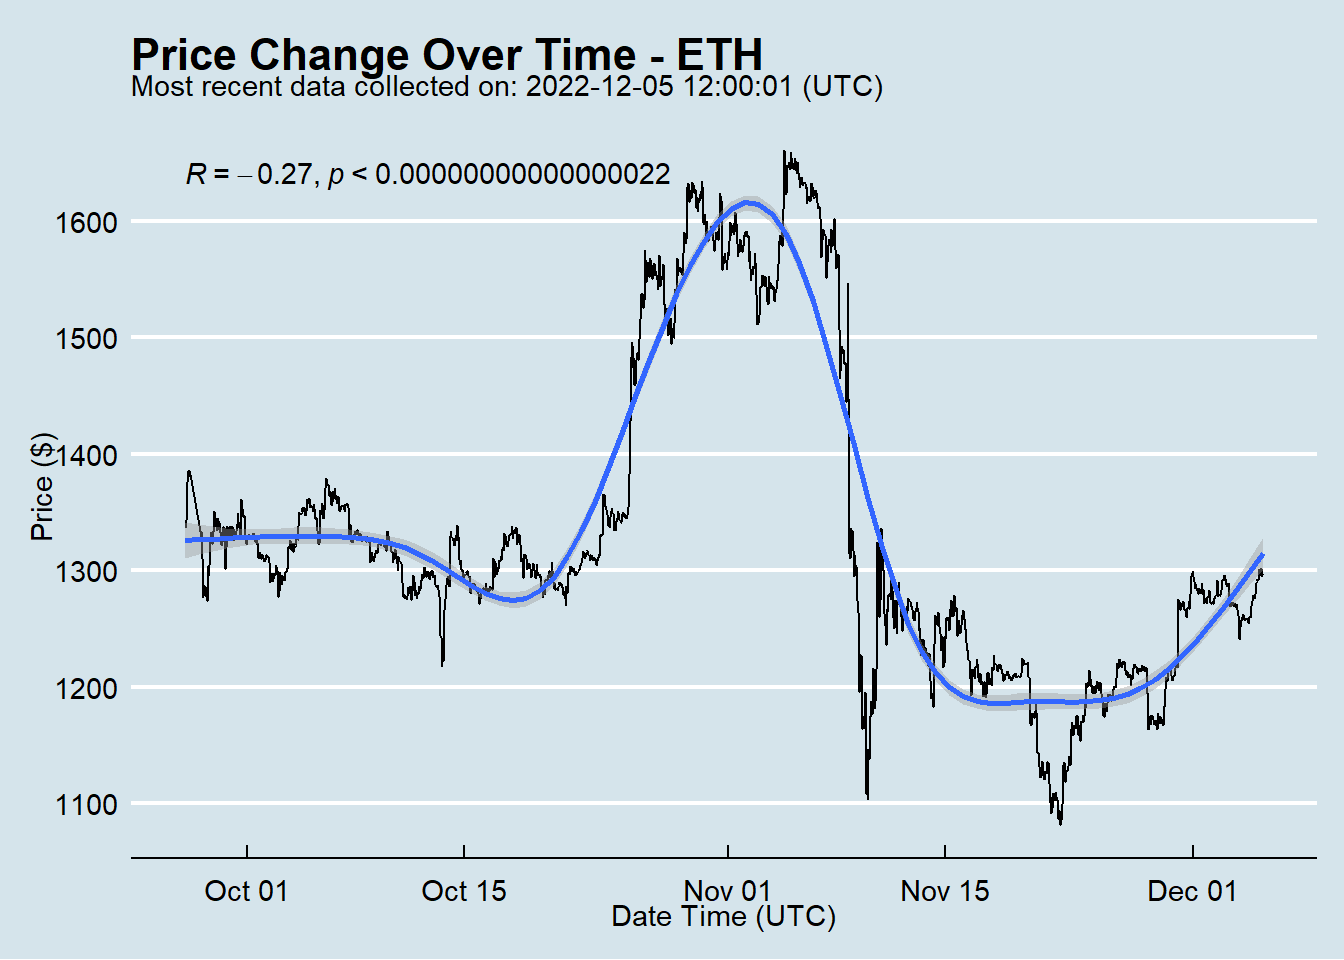 Price Change Over Time - ETH
Most recent data collected on: 2022-12-05 12:00:01 (UTC)
R = −0.27, p < 0.00000000000000022
1600
1500
1400
1300
1200
1100
Price ($)
Oct 01
Oct 15
Nov 01
Nov 15
Dec 01
Date Time (UTC)